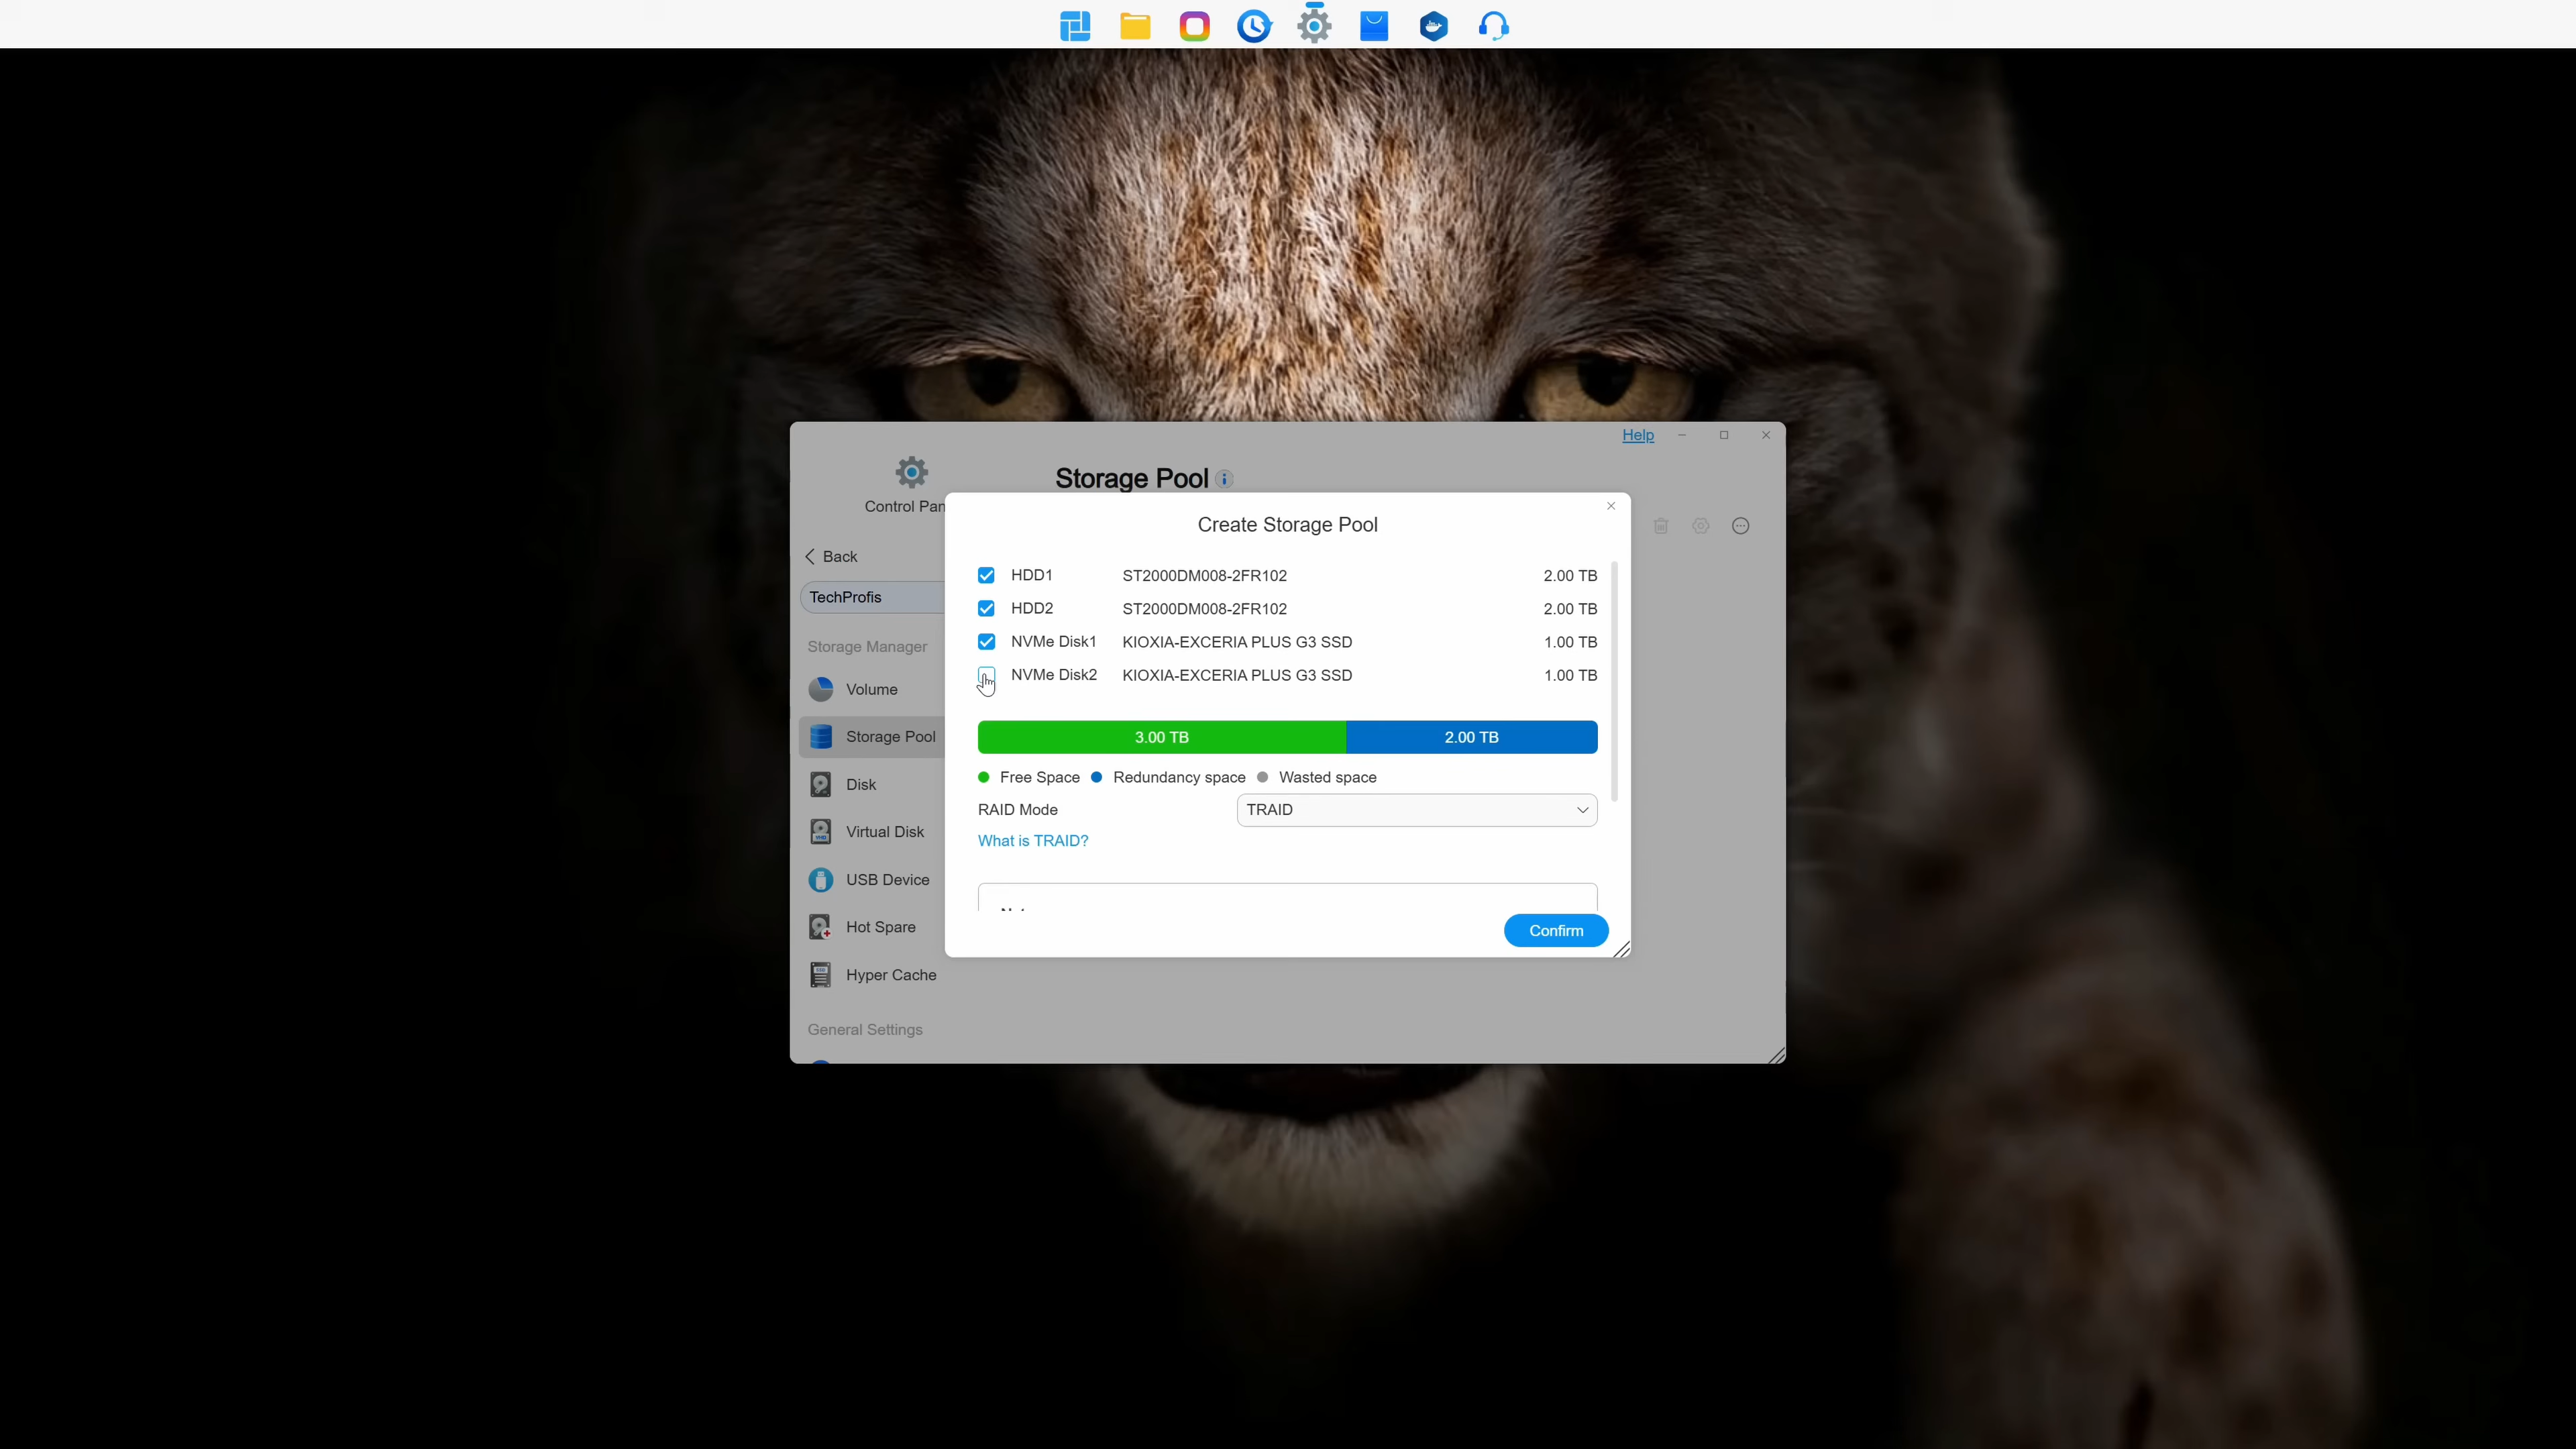 Help
Control Pan
Storage Pool
Back
TechProfis
Storage Manager
Volume
Storage Pool
Disk
Virtual Disk
USB Device
Hot Spare
Hyper Cache
General Settings
Create Storage Pool
HDD1 ST2000DM008-2FR102 2.00 TB
HDD2 ST2000DM008-2FR102 2.00 TB
NVMe Disk1 KIOXIA-EXCERIA PLUS G3 SSD 1.00 TB
NVMe Disk2 KIOXIA-EXCERIA PLUS G3 SSD 1.00 TB
3.00 TB 2.00 TB
Free Space Redundancy space Wasted space
RAID Mode TRAID
What is TRAID?
Confirm